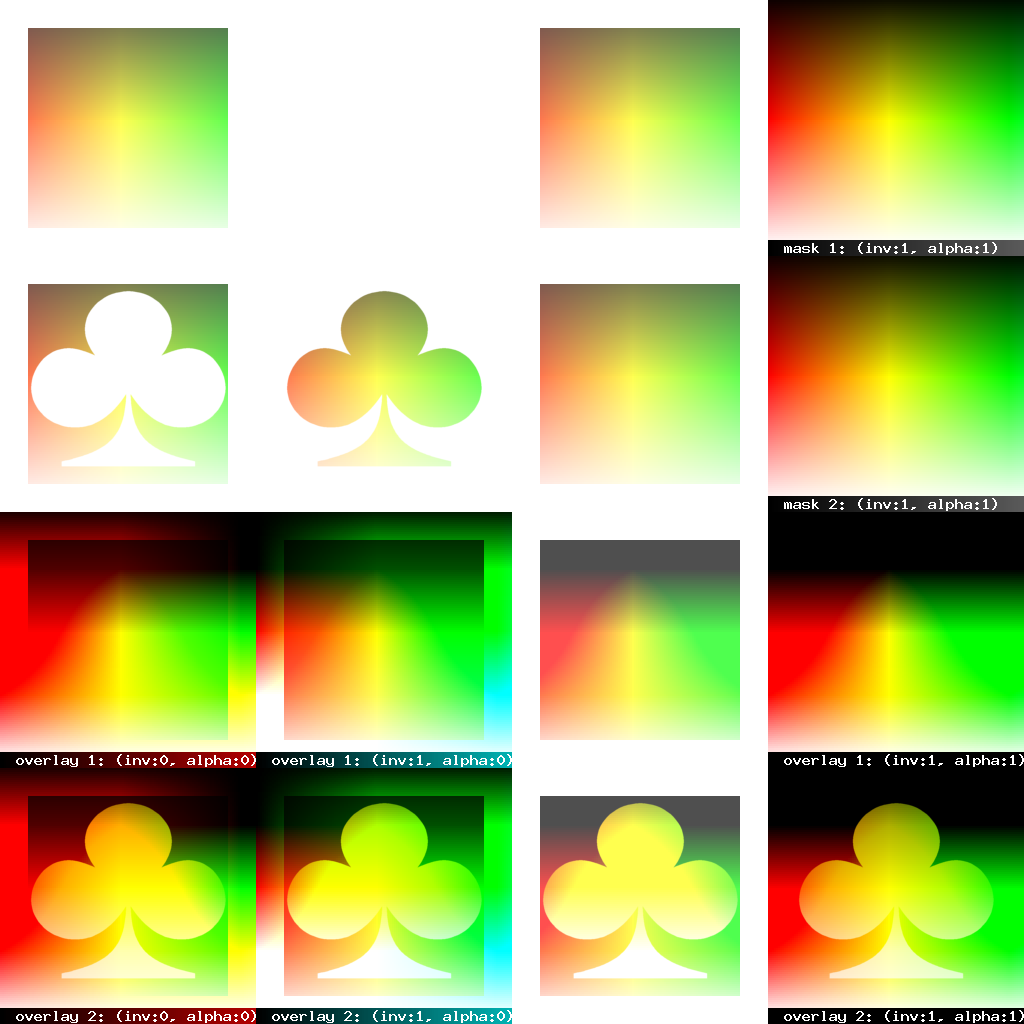 mask 1: (inv:1, alpha:1)
mask 2: (inv:1, alpha:1)
overlay 1: (inv:0, alpha:0)
overlay 1: (inv:1, alpha:0)
overlay 1: (inv:1, alpha:1)
overlay 2: (inv:0, alpha:0)
overlay 2: (inv:1, alpha:0)
overlay 2: (inv:1, alpha:1)